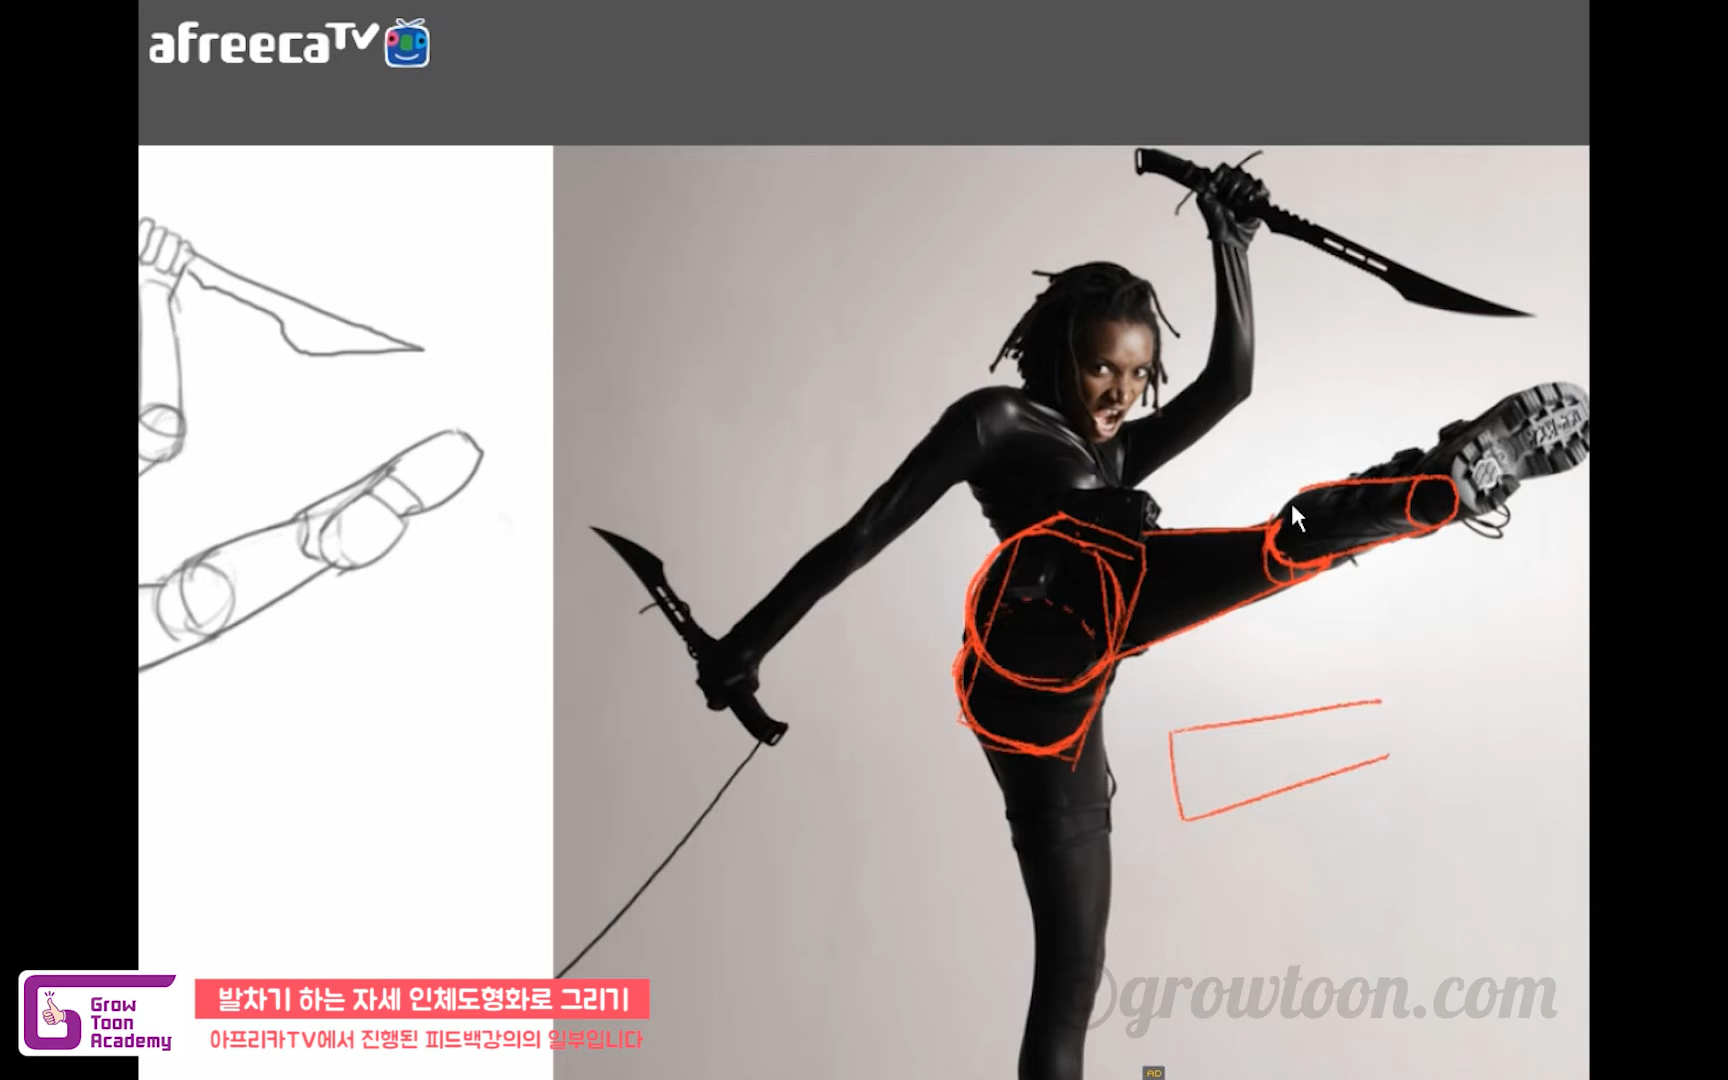 afreecaTV
Grow
Toon
Academy
발차기 하는 자세 인체도형화로 그리기
아프리카TV에서 진행된 피드백강의의 일부입니다
growtoon.com
AD